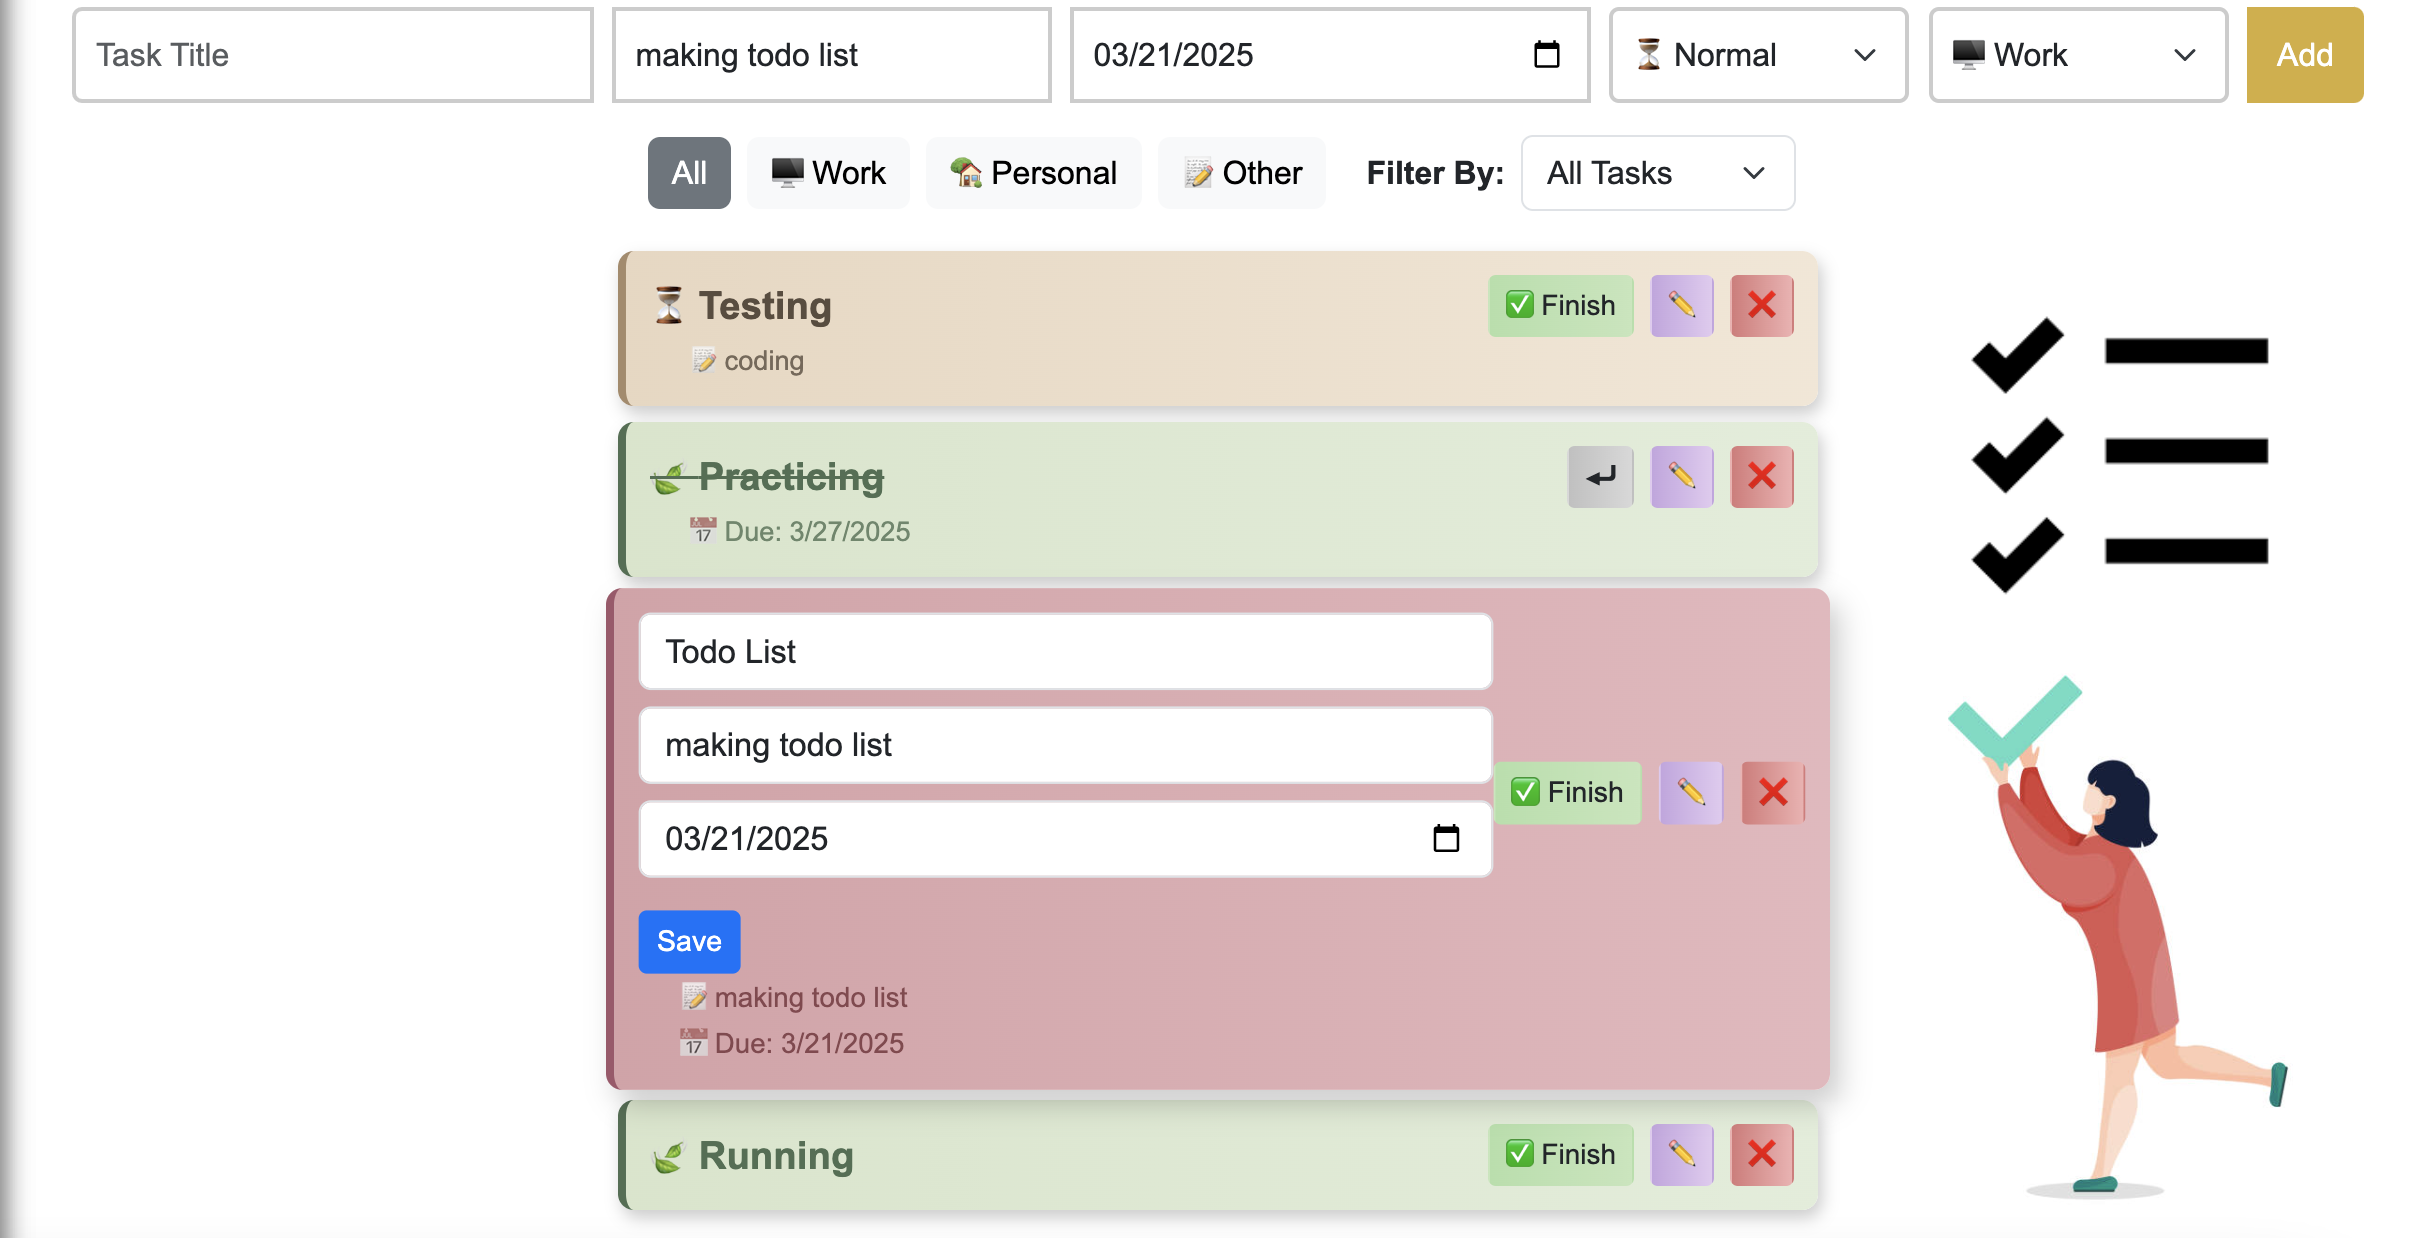 Task Title making todo list 03/21/2025 ⏳ Normal 🖥️ Work Add
All 🖥️ Work 🏡 Personal 📝 Other Filter By: All Tasks
⏳ Testing ✅ Finish ✏️ ❌
📝 coding
🍃 Practicing ↵ ✏️ ❌
📅 Due: 3/27/2025
Todo List
making todo list
✅ Finish ✏️ ❌
03/21/2025
Save
📝 making todo list
📅 Due: 3/21/2025
🍃 Running ✅ Finish ✏️ ❌